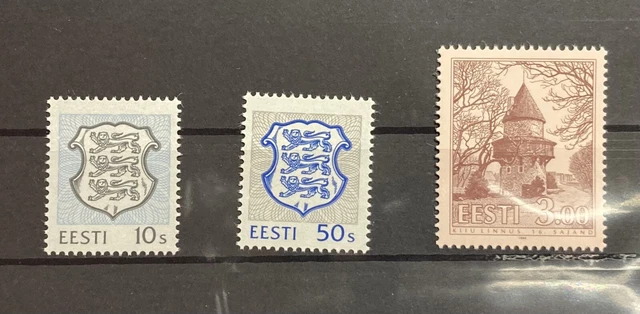 EESTI 10s
EESTI 50s
EESTI 3.00
KIIU LINNUS. 16. SAJAND